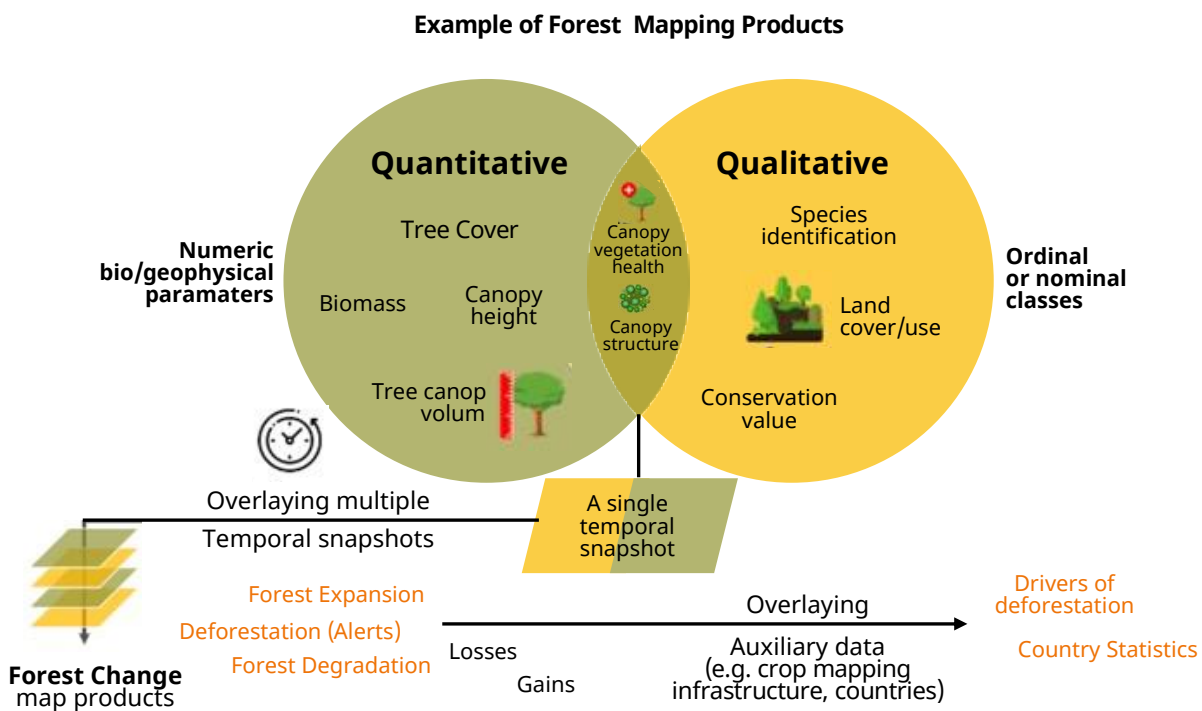 Example of Forest  Mapping Products
Quantitative
Qualitative
Tree Cover
Biomass
Canopy
height
Tree canop
volum
Numeric
bio/geophysical
paramaters
Canopy
vegetation
health
Canopy
structure
Species
identification
Land
cover/use
Conservation
value
Ordinal
or nominal
classes
A single
temporal
snapshot
Overlaying multiple
Temporal snapshots
Forest Change
map products
Forest Expansion
Deforestation (Alerts)
Forest Degradation
Losses
Gains
Overlaying
Auxiliary data
(e.g. crop mapping
infrastructure, countries)
Drivers of
deforestation
Country Statistics